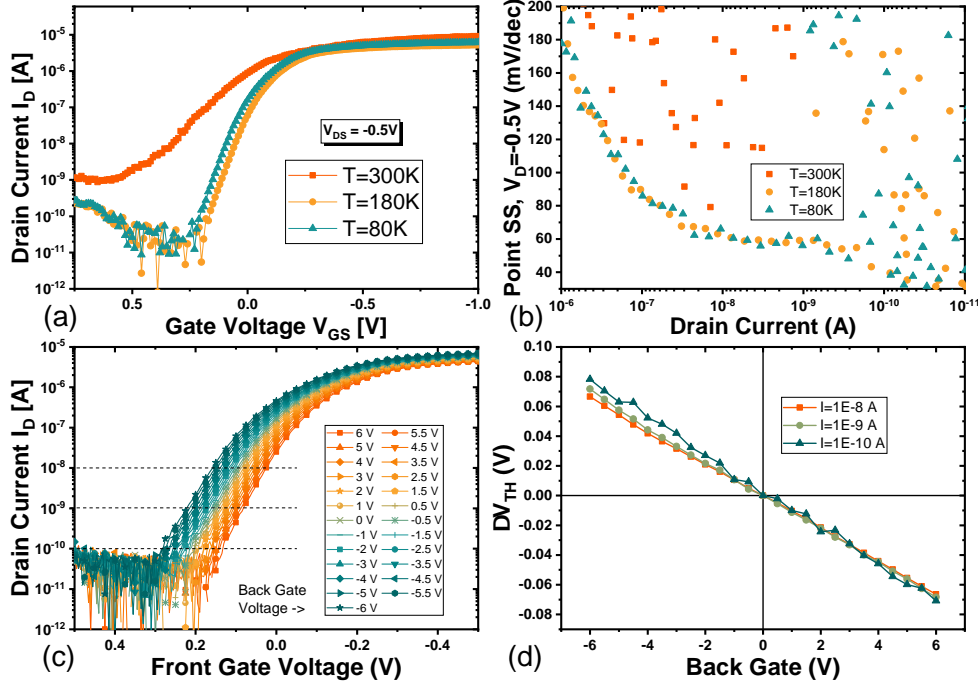 10⁻⁴
10⁻⁵
10⁻⁶
10⁻⁷
10⁻⁸
10⁻⁹
10⁻¹⁰
10⁻¹¹
10⁻¹²
Drain Current I_D [A]
V_DS = -0.5V
T=300K
T=180K
T=80K
0.5
0.0
-0.5
-1.0
(a)
Gate Voltage V_GS [V]
200
180
160
140
120
100
80
60
40
Point SS, V_D=-0.5V (mV/dec)
T=300K
T=180K
T=80K
10⁻⁶
10⁻⁷
10⁻⁸
10⁻⁹
10⁻¹⁰
10⁻¹¹
(b)
Drain Current (A)
10⁻⁵
10⁻⁶
10⁻⁷
10⁻⁸
10⁻⁹
10⁻¹⁰
10⁻¹¹
10⁻¹²
Drain Current I_D [A]
6 V 5.5 V
5 V 4.5 V
4 V 3.5 V
3 V 2.5 V
2 V 1.5 V
1 V 0.5 V
0 V -0.5 V
-1 V -1.5 V
-2 V -2.5 V
-3 V -3.5 V
-4 V -4.5 V
-5 V -5.5 V
-6 V
Back Gate
Voltage ->
0.4
0.2
0.0
-0.2
-0.4
(c)
Front Gate Voltage (V)
0.10
0.08
0.06
0.04
0.02
0.00
-0.02
-0.04
-0.06
-0.08
DV_TH (V)
I=1E-8 A
I=1E-9 A
I=1E-10 A
-6
-4
-2
0
2
4
6
(d)
Back Gate (V)